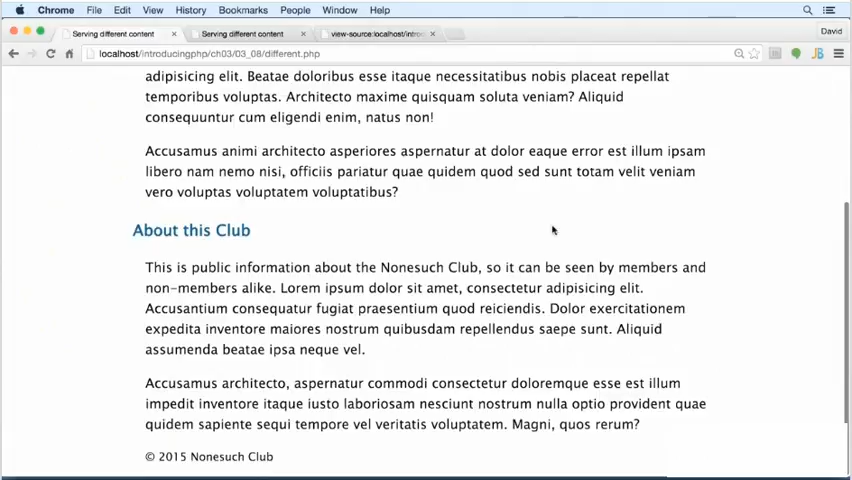 Chrome File Edit View History Bookmarks People Window Help
Serving different content
Serving different content
view-source:localhost/intro
David
localhost/introducingphp/ch03/03_08/different.php
JB
adipisicing elit. Beatae doloribus esse itaque necessitatibus nobis placeat repellat
temporibus voluptas. Architecto maxime quisquam soluta veniam? Aliquid
consequuntur cum eligendi enim, natus non!
Accusamus animi architecto asperiores aspernatur at dolor eaque error est illum ipsam
libero nam nemo nisi, officiis pariatur quae quidem quod sed sunt totam velit veniam
vero voluptas voluptatem voluptatibus?
About this Club
This is public information about the Nonesuch Club, so it can be seen by members and
non-members alike. Lorem ipsum dolor sit amet, consectetur adipisicing elit.
Accusantium consequatur fugiat praesentium quod reiciendis. Dolor exercitationem
expedita inventore maiores nostrum quibusdam repellendus saepe sunt. Aliquid
assumenda beatae ipsa neque vel.
Accusamus architecto, aspernatur commodi consectetur doloremque esse est illum
impedit inventore itaque iusto laboriosam nesciunt nostrum nulla optio provident quae
quidem sapiente sequi tempore vel veritatis voluptatem. Magni, quos rerum?
© 2015 Nonesuch Club